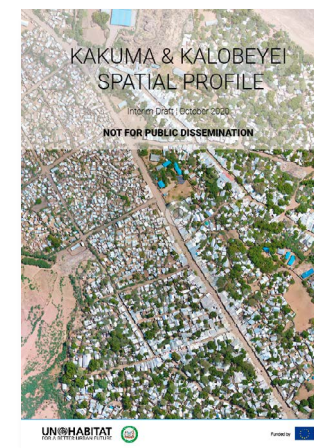 KAKUMA & KALOBEYEI
SPATIAL PROFILE
Interim Draft | October 2020
NOT FOR PUBLIC DISSEMINATION
UN HABITAT
FOR A BETTER URBAN FUTURE
Funded by